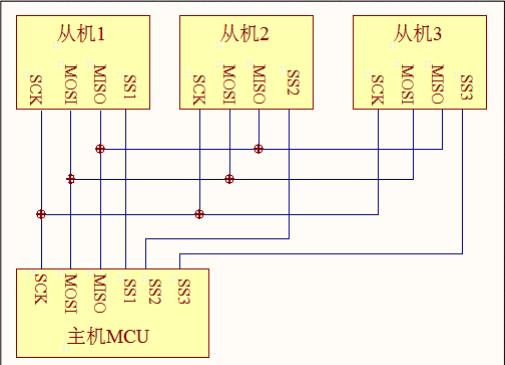 从机1
从机2
从机3
SCK
MOSI
MISO
SS1
SCK
MOSI
MISO
SS2
SCK
MOSI
MISO
SS3
SCK
MOSI
MISO
SS1
SS2
SS3
主机MCU